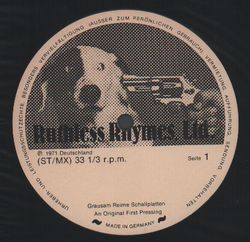 URHEBER- UND LEISTUNGSSCHUTZRECHTE, BESONDERS VERVIELFÄLTIGUNG (AUSSER ZUM PERSÖNLICHEN GEBRAUCH) VERMIETUNG, AUFFÜHRUNG, SENDUNG, VORBEHALTEN
Ruthless Rhymes Ltd.
℗ 1971 Deutschland
(ST/MX) 33 1/3 r.p.m.
Seite 1
Grausam Reime Schallplatten
An Original First Pressing
MADE IN GERMANY